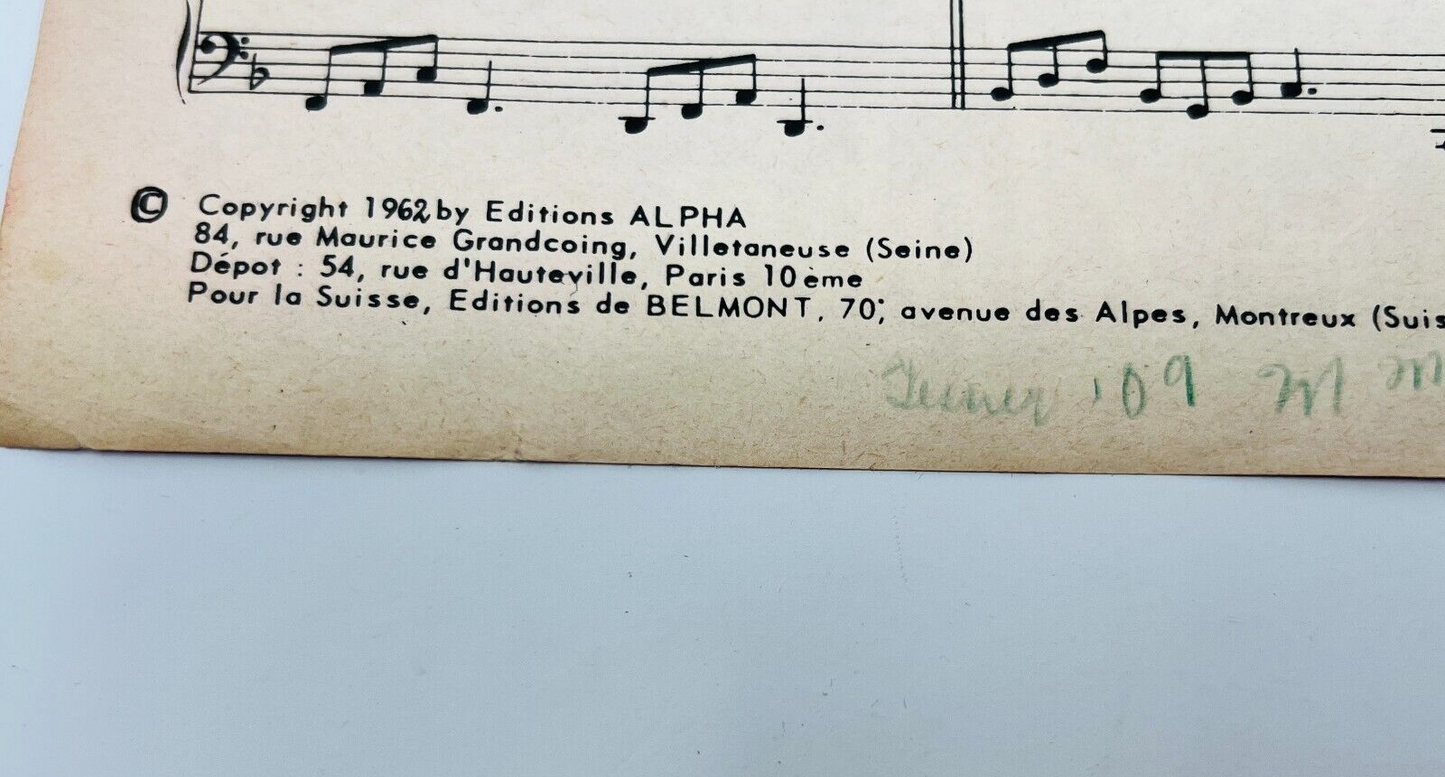 © Copyright 1962 by Editions ALPHA
84, rue Maurice Grandcoing, Villetaneuse (Seine)
Dépot : 54, rue d'Hauteville, Paris 10ème
Pour la Suisse, Editions de BELMONT, 70, avenue des Alpes, Montreux (Suis
'09 M M